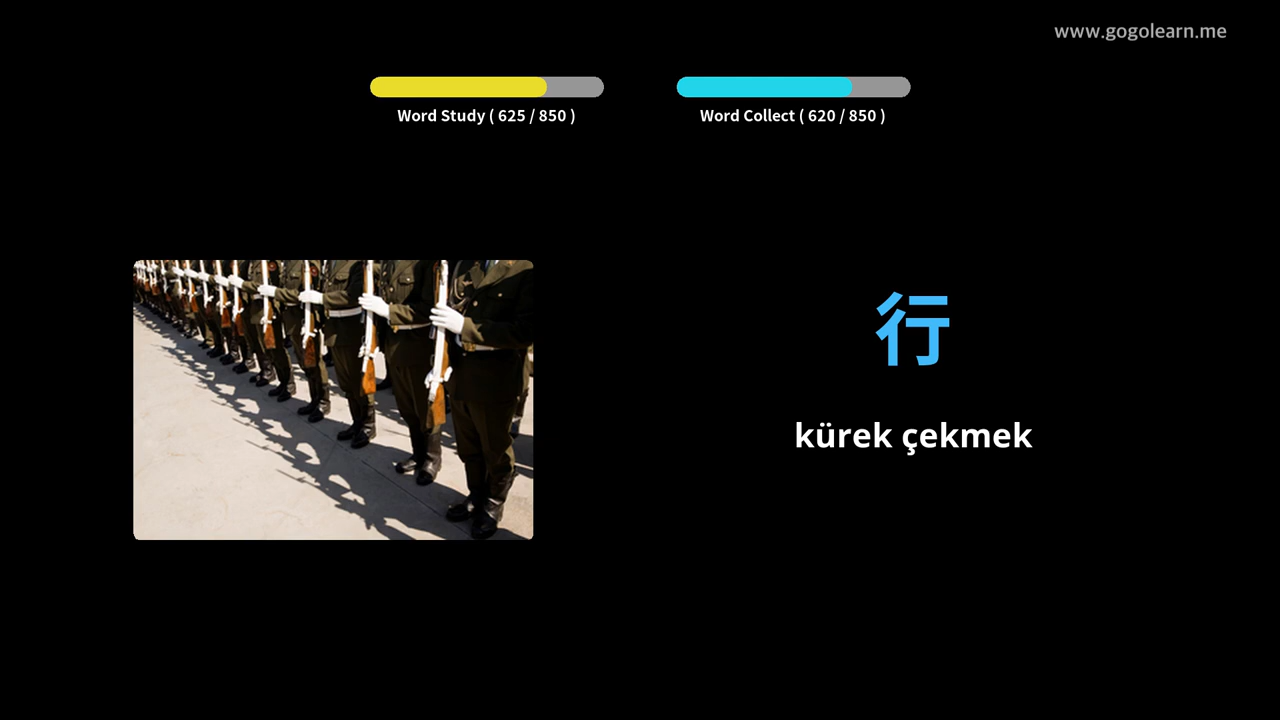 www.gogolearn.me
Word Study ( 625 / 850 )
Word Collect ( 620 / 850 )
行
kürek çekmek